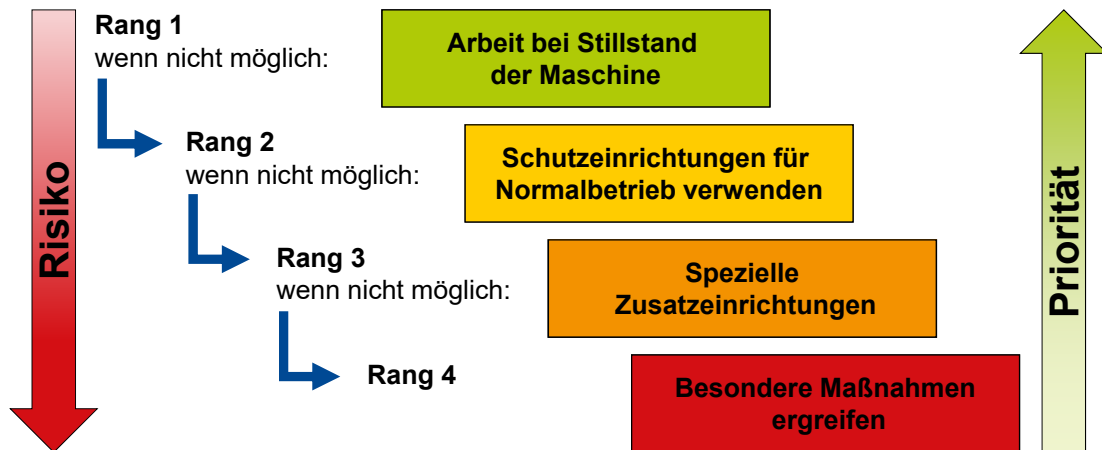 Risiko
Rang 1
wenn nicht möglich:
Arbeit bei Stillstand
der Maschine
Rang 2
wenn nicht möglich:
Schutzeinrichtungen für
Normalbetrieb verwenden
Rang 3
wenn nicht möglich:
Spezielle
Zusatzeinrichtungen
Rang 4
Besondere Maßnahmen
ergreifen
Priorität